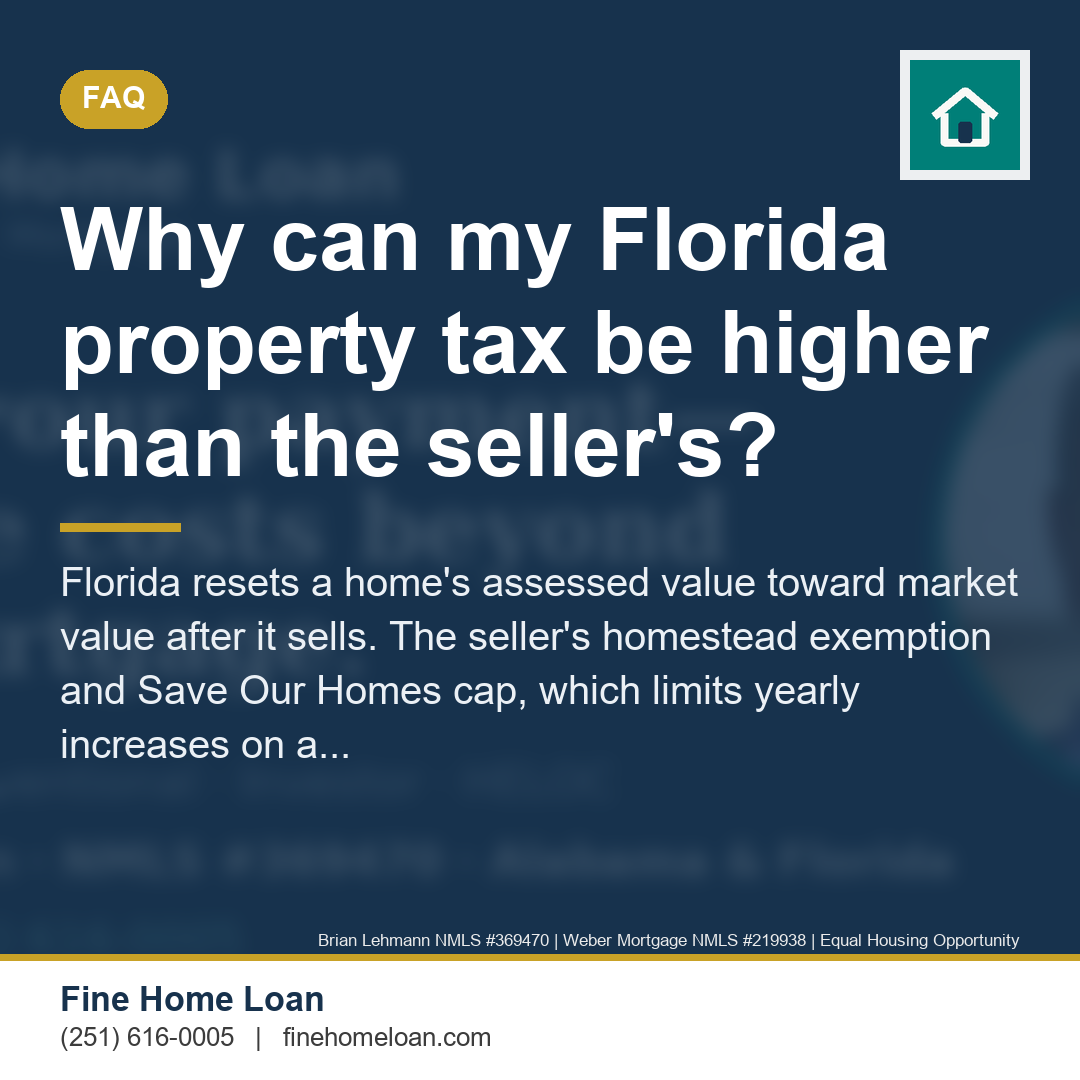 FAQ
Why can my Florida
property tax be higher
than the seller's?
Florida resets a home's assessed value toward market
value after it sells. The seller's homestead exemption
and Save Our Homes cap, which limits yearly
increases on a...
Brian Lehmann NMLS #369470 | Weber Mortgage NMLS #219938 | Equal Housing Opportunity
Fine Home Loan
(251) 616-0005 | finehomeloan.com